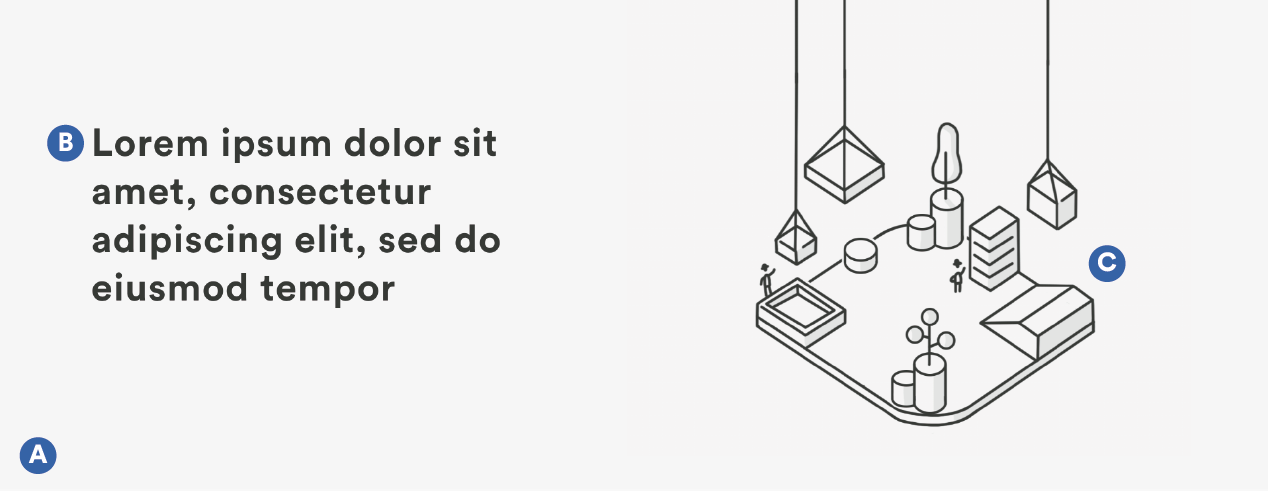 B Lorem ipsum dolor sit
amet, consectetur
adipiscing elit, sed do
eiusmod tempor
C
A